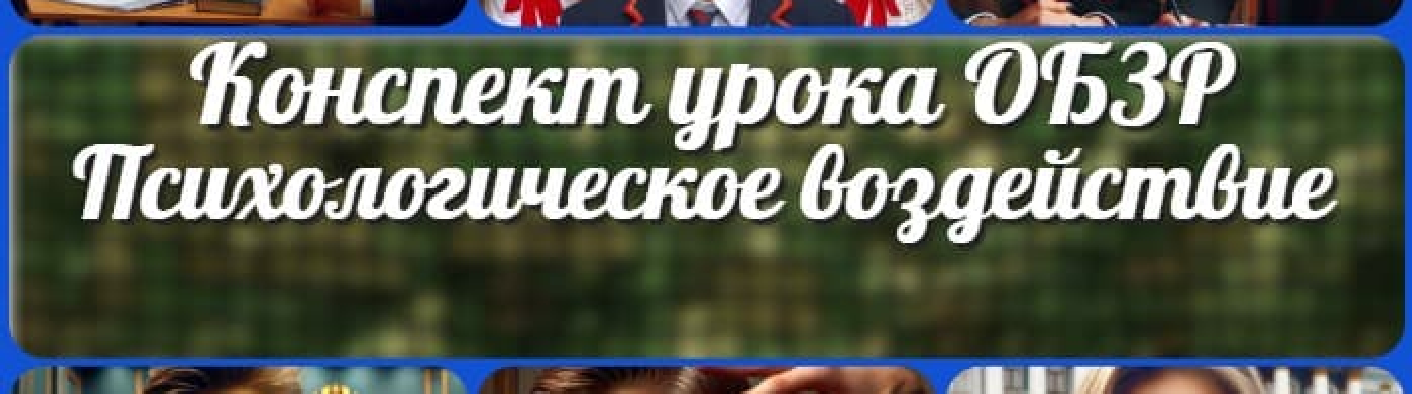 Конспект урока ОБЗР
Психологическое воздействие